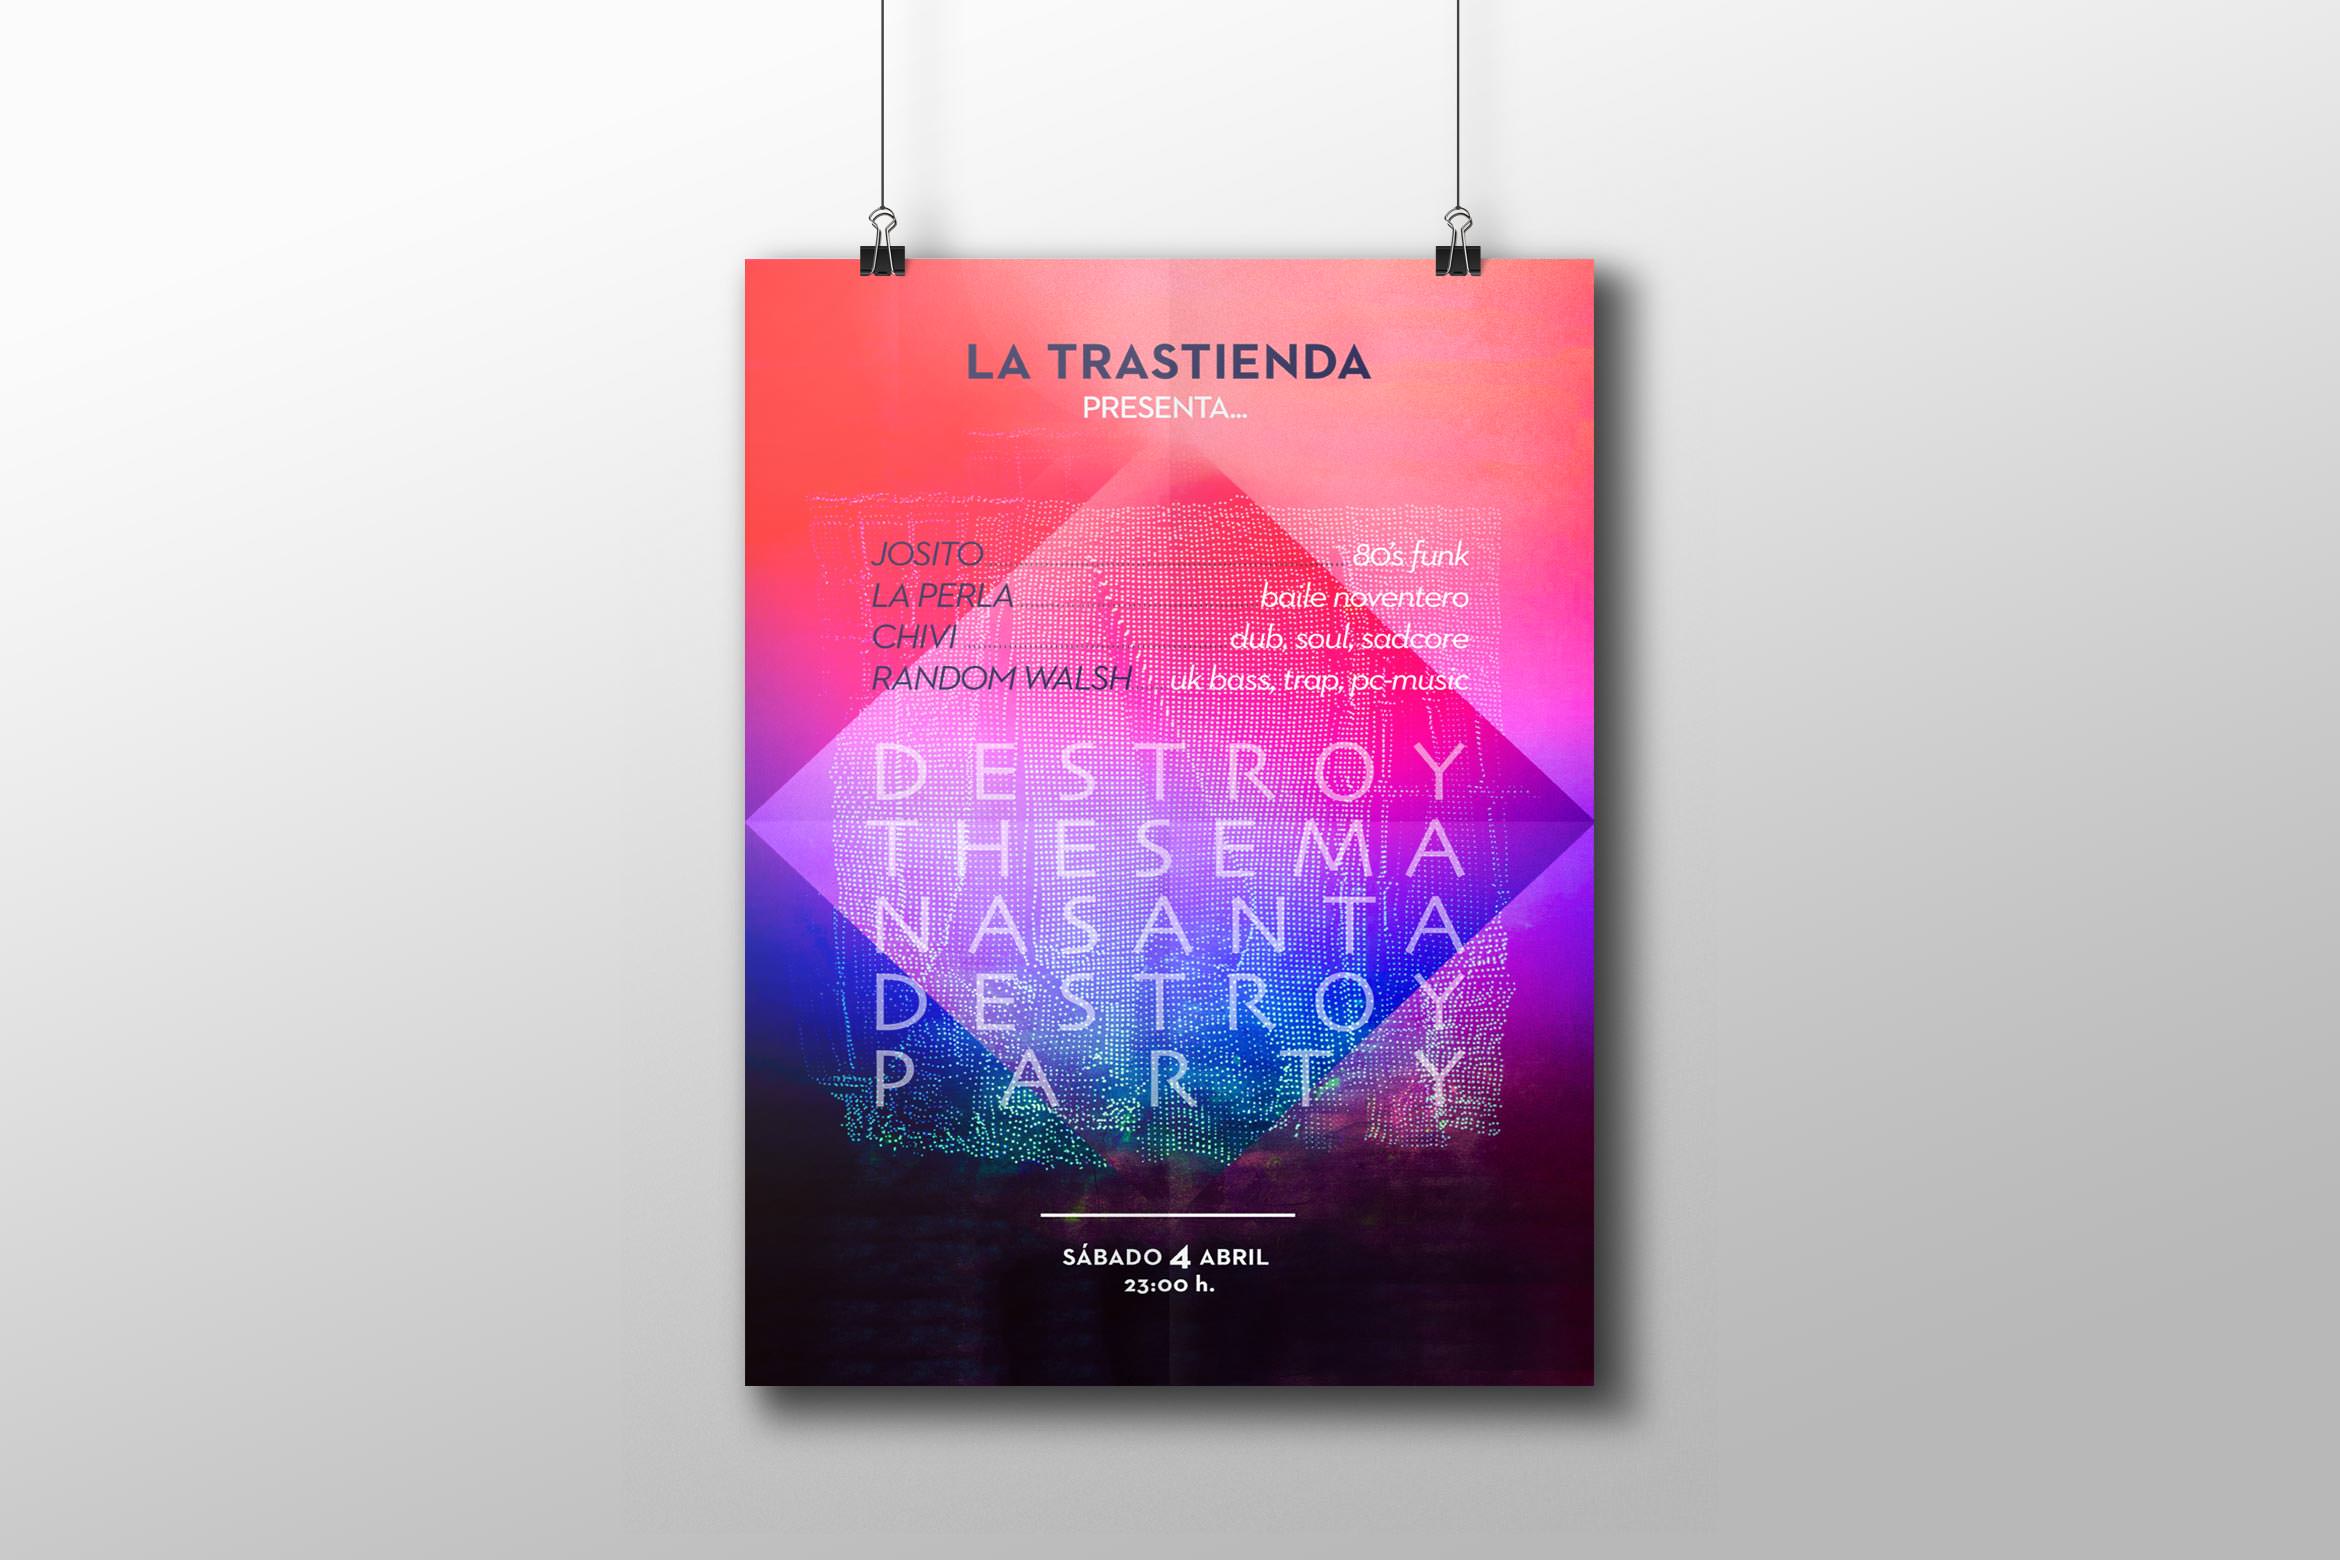 LA TRASTIENDA
PRESENTA...
JOSITO........................80's funk
LA PERLA........................baile noventero
CHIVI........................dub, soul, sadcore
RANDOM WALSH......uk bass, trap, pc-music
DESTROY
THESEMA
NASANTA
DESTROY
PARTY
SÁBADO 4 ABRIL
23:00 h.